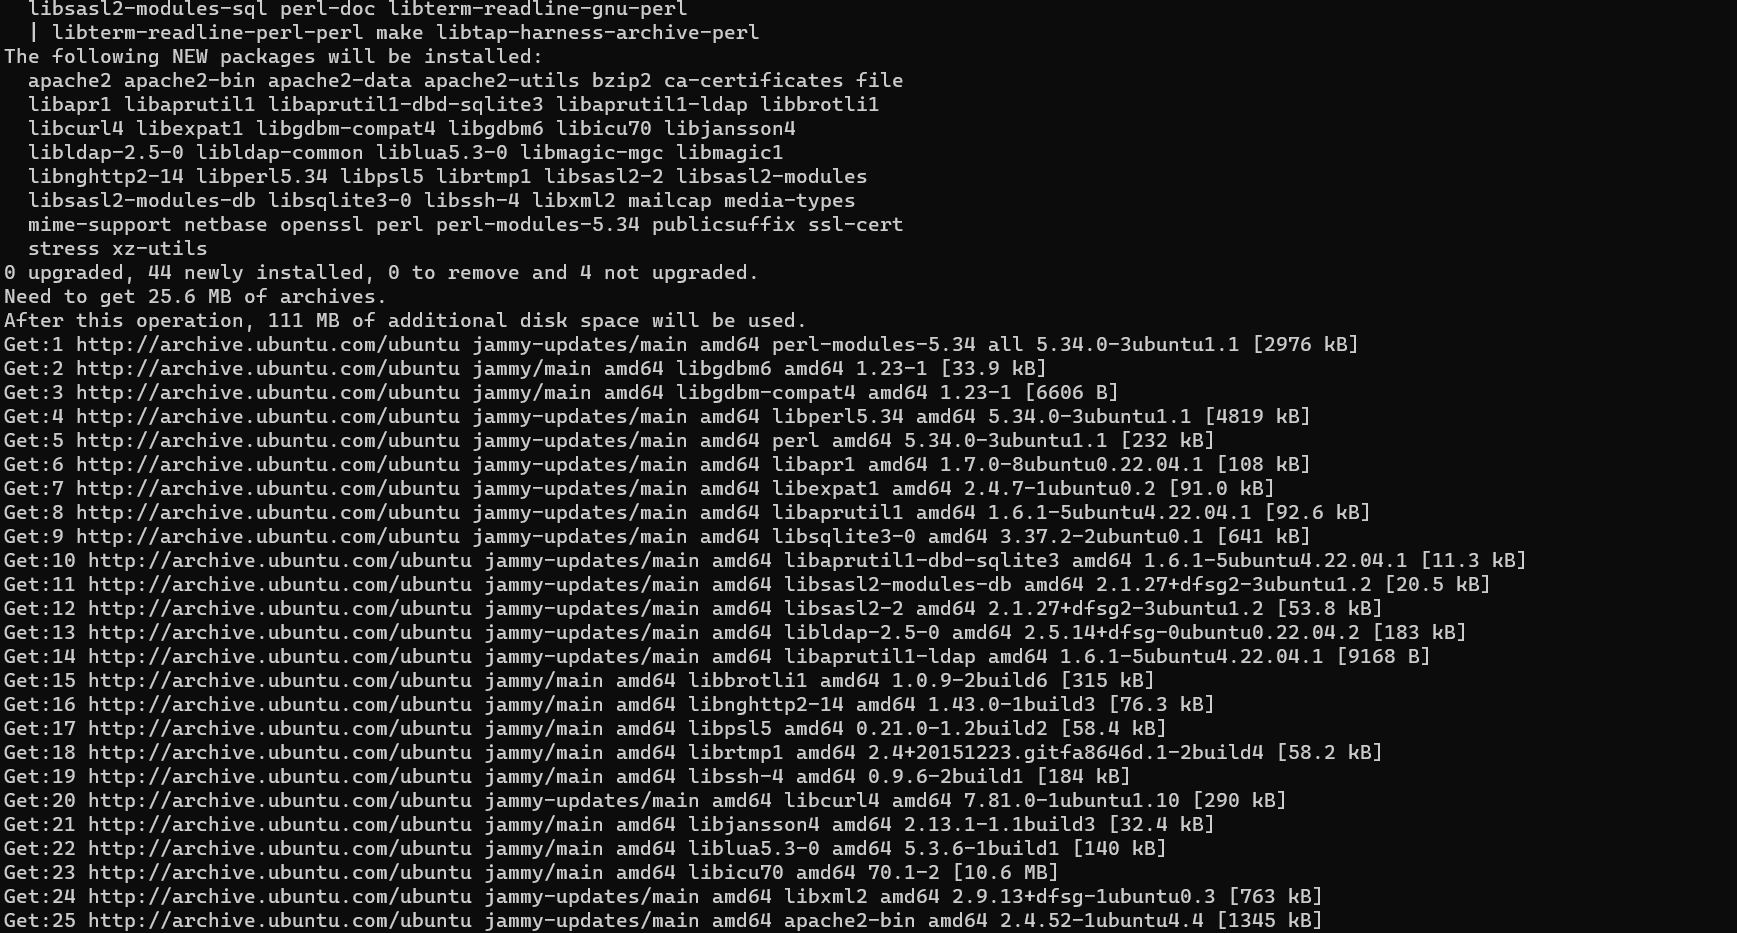 libsasl2-modules-sql perl-doc libterm-readline-gnu-perl
| libterm-readline-perl-perl make libtap-harness-archive-perl
The following NEW packages will be installed:
apache2 apache2-bin apache2-data apache2-utils bzip2 ca-certificates file
libapr1 libaprutil1 libaprutil1-dbd-sqlite3 libaprutil1-ldap libbrotli1
libcurl4 libexpat1 libgdbm-compat4 libgdbm6 libicu70 libjansson4
libldap-2.5-0 libldap-common liblua5.3-0 libmagic-mgc libmagic1
libnghttp2-14 libperl5.34 libpsl5 librtmp1 libsasl2-2 libsasl2-modules
libsasl2-modules-db libsqlite3-0 libssh-4 libxml2 mailcap media-types
mime-support netbase openssl perl perl-modules-5.34 publicsuffix ssl-cert
stress xz-utils
0 upgraded, 44 newly installed, 0 to remove and 4 not upgraded.
Need to get 25.6 MB of archives.
After this operation, 111 MB of additional disk space will be used.
Get:1 http://archive.ubuntu.com/ubuntu jammy-updates/main amd64 perl-modules-5.34 all 5.34.0-3ubuntu1.1 [2976 kB]
Get:2 http://archive.ubuntu.com/ubuntu jammy/main amd64 libgdbm6 amd64 1.23-1 [33.9 kB]
Get:3 http://archive.ubuntu.com/ubuntu jammy/main amd64 libgdbm-compat4 amd64 1.23-1 [6606 B]
Get:4 http://archive.ubuntu.com/ubuntu jammy-updates/main amd64 libperl5.34 amd64 5.34.0-3ubuntu1.1 [4819 kB]
Get:5 http://archive.ubuntu.com/ubuntu jammy-updates/main amd64 perl amd64 5.34.0-3ubuntu1.1 [232 kB]
Get:6 http://archive.ubuntu.com/ubuntu jammy-updates/main amd64 libapr1 amd64 1.7.0-8ubuntu0.22.04.1 [108 kB]
Get:7 http://archive.ubuntu.com/ubuntu jammy-updates/main amd64 libexpat1 amd64 2.4.7-1ubuntu0.2 [91.0 kB]
Get:8 http://archive.ubuntu.com/ubuntu jammy-updates/main amd64 libaprutil1 amd64 1.6.1-5ubuntu4.22.04.1 [92.6 kB]
Get:9 http://archive.ubuntu.com/ubuntu jammy-updates/main amd64 libsqlite3-0 amd64 3.37.2-2ubuntu0.1 [641 kB]
Get:10 http://archive.ubuntu.com/ubuntu jammy-updates/main amd64 libaprutil1-dbd-sqlite3 amd64 1.6.1-5ubuntu4.22.04.1 [11.3 kB]
Get:11 http://archive.ubuntu.com/ubuntu jammy-updates/main amd64 libsasl2-modules-db amd64 2.1.27+dfsg2-3ubuntu1.2 [20.5 kB]
Get:12 http://archive.ubuntu.com/ubuntu jammy-updates/main amd64 libsasl2-2 amd64 2.1.27+dfsg2-3ubuntu1.2 [53.8 kB]
Get:13 http://archive.ubuntu.com/ubuntu jammy-updates/main amd64 libldap-2.5-0 amd64 2.5.14+dfsg-0ubuntu0.22.04.2 [183 kB]
Get:14 http://archive.ubuntu.com/ubuntu jammy-updates/main amd64 libaprutil1-ldap amd64 1.6.1-5ubuntu4.22.04.1 [9168 B]
Get:15 http://archive.ubuntu.com/ubuntu jammy/main amd64 libbrotli1 amd64 1.0.9-2build6 [315 kB]
Get:16 http://archive.ubuntu.com/ubuntu jammy/main amd64 libnghttp2-14 amd64 1.43.0-1build3 [76.3 kB]
Get:17 http://archive.ubuntu.com/ubuntu jammy/main amd64 libpsl5 amd64 0.21.0-1.2build2 [58.4 kB]
Get:18 http://archive.ubuntu.com/ubuntu jammy/main amd64 librtmp1 amd64 2.4+20151223.gitfa8646d.1-2build4 [58.2 kB]
Get:19 http://archive.ubuntu.com/ubuntu jammy/main amd64 libssh-4 amd64 0.9.6-2build1 [184 kB]
Get:20 http://archive.ubuntu.com/ubuntu jammy-updates/main amd64 libcurl4 amd64 7.81.0-1ubuntu1.10 [290 kB]
Get:21 http://archive.ubuntu.com/ubuntu jammy/main amd64 libjansson4 amd64 2.13.1-1.1build3 [32.4 kB]
Get:22 http://archive.ubuntu.com/ubuntu jammy/main amd64 liblua5.3-0 amd64 5.3.6-1build1 [140 kB]
Get:23 http://archive.ubuntu.com/ubuntu jammy/main amd64 libicu70 amd64 70.1-2 [10.6 MB]
Get:24 http://archive.ubuntu.com/ubuntu jammy-updates/main amd64 libxml2 amd64 2.9.13+dfsg-1ubuntu0.3 [763 kB]
Get:25 http://archive.ubuntu.com/ubuntu jammy-updates/main amd64 apache2-bin amd64 2.4.52-1ubuntu4.4 [1345 kB]